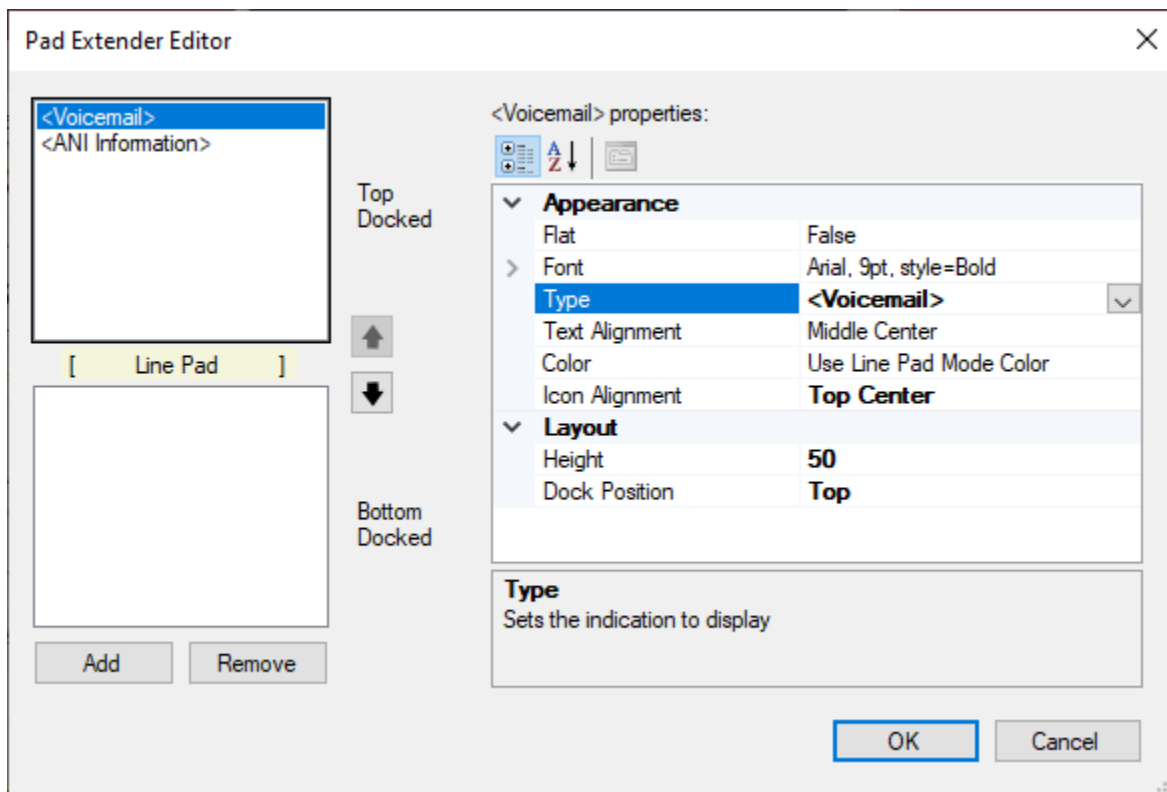 Pad Extender Editor
<Voicemail>
<ANI Information>
Top
Docked
[ Line Pad ]
Bottom
Docked
Add Remove
<Voicemail> properties:
A
Z
Appearance
Flat False
Font Arial, 9pt, style=Bold
Type <Voicemail>
Text Alignment Middle Center
Color Use Line Pad Mode Color
Icon Alignment Top Center
Layout
Height 50
Dock Position Top
Type
Sets the indication to display
OK Cancel